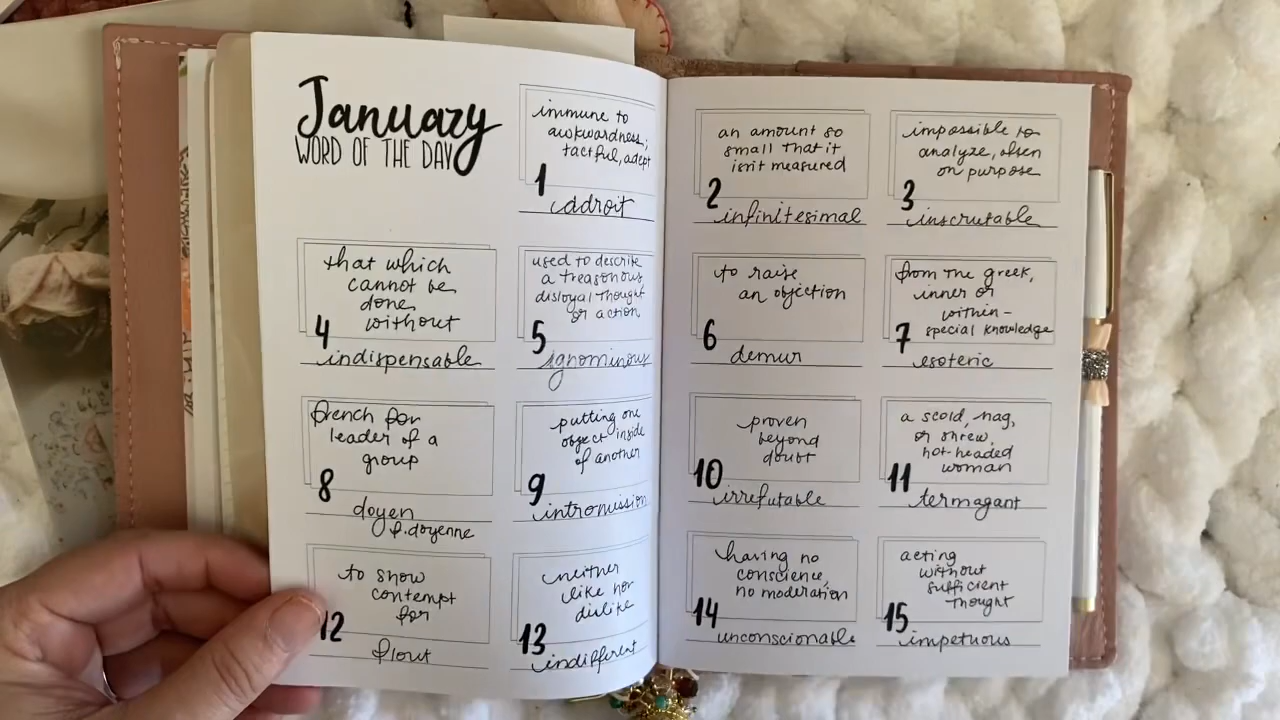 January
WORD OF THE DAY
immune to
awkwardness;
tactful, adept
1
adroit
that which
cannot be
done
without
4
indispensable
used to describe
a treasonous
disloyal thought
or action
5
ignominous
french for
leader of a
group
8
doyen
f. doyenne
putting one
object inside
of another
9
intromission
to show
contempt
for
12
flout
neither
like nor
dislike
13
indifferent
an amount so
small that it
isn't measured
2
infinitesimal
impossible to
analyze, often
on purpose
3
inscrutable
to raise
an objection
6
demur
from the greek,
inner or
within-
special knowledge
7
esoteric
proven
beyond
doubt
10
irrefutable
a scold, nag,
or shrew,
hot-headed
woman
11
termagant
having no
conscience,
no moderation
14
unconscionable
acting
without
sufficient
thought
15
impetuous